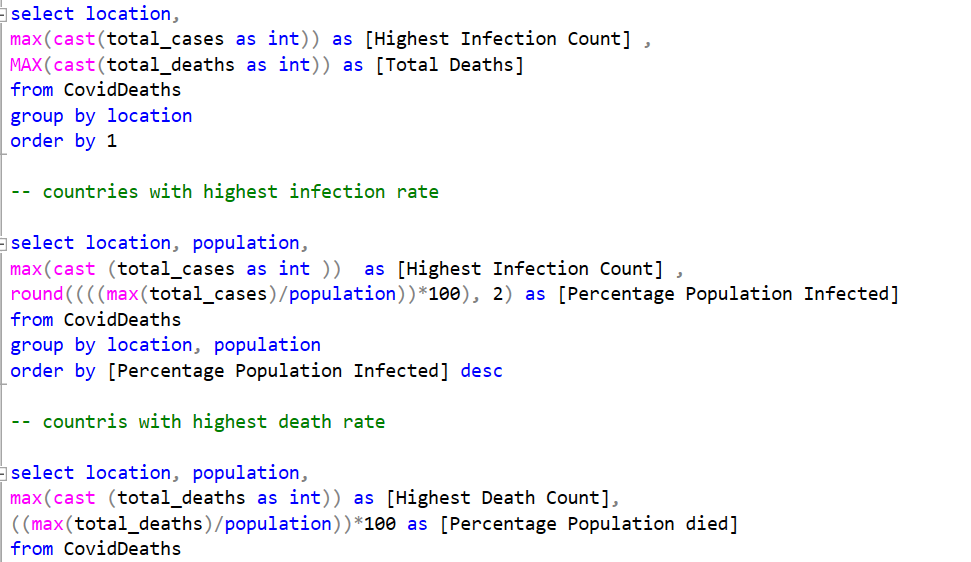 select location,
max(cast(total_cases as int)) as [Highest Infection Count] ,
MAX(cast(total_deaths as int)) as [Total Deaths]
from CovidDeaths
group by location
order by 1
-- countries with highest infection rate
select location, population,
max(cast (total_cases as int ))  as [Highest Infection Count] ,
round((((max(total_cases)/population))*100), 2) as [Percentage Population Infected]
from CovidDeaths
group by location, population
order by [Percentage Population Infected] desc
-- countris with highest death rate
select location, population,
max(cast (total_deaths as int)) as [Highest Death Count],
((max(total_deaths)/population))*100 as [Percentage Population died]
from CovidDeaths